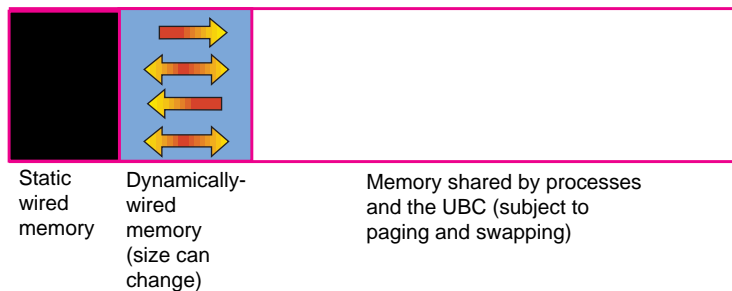 Static
wired
memory
Dynamically-
wired
memory
(size can
change)
Memory shared by processes
and the UBC (subject to
paging and swapping)